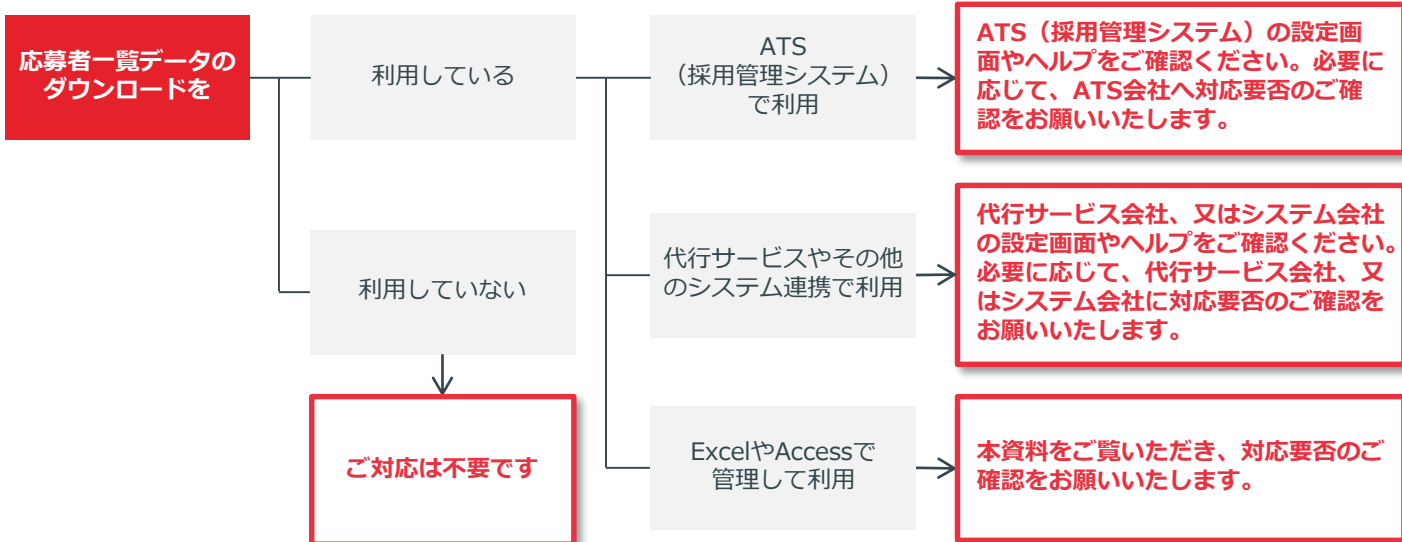 応募者一覧データの
ダウンロードを
利用している
ATS
（採用管理システム）
で利用
ATS（採用管理システム）の設定画
面やヘルプをご確認ください。必要に
応じて、ATS会社へ対応要否のご確
認をお願いいたします。
利用していない
代行サービスやその他
のシステム連携で利用
代行サービス会社、又はシステム会社
の設定画面やヘルプをご確認ください。
必要に応じて、代行サービス会社、又
はシステム会社に対応要否のご確認を
お願いいたします。
ご対応は不要です
ExcelやAccessで
管理して利用
本資料をご覧いただき、対応要否のご
確認をお願いいたします。